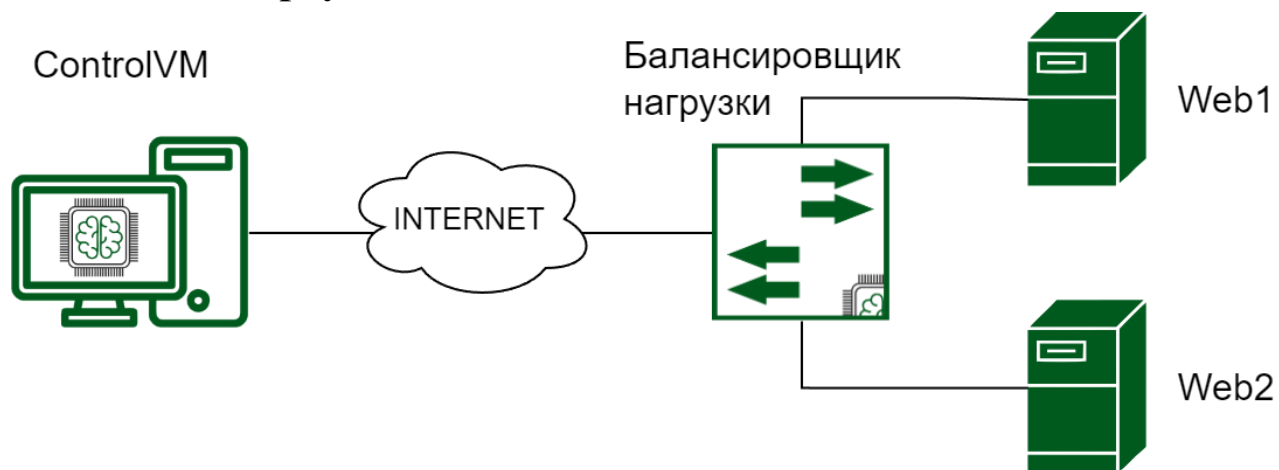 ControlVM
Балансировщик
нагрузки
Web1
INTERNET
Web2